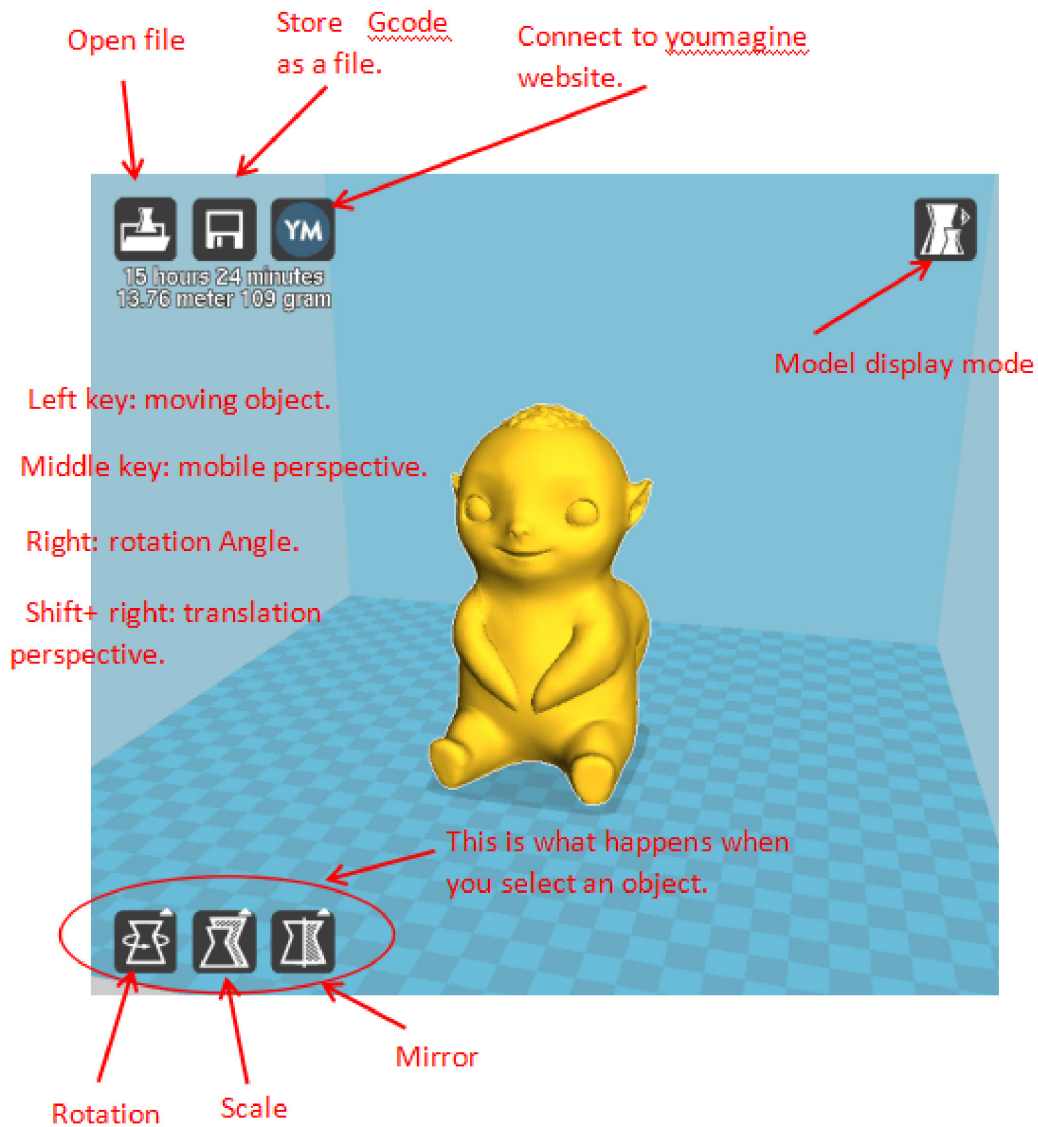 Open file
Store Gcode
as a file.
Connect to youmagine
website.
YM
15 hours 24 minutes
13.76 meter 109 gram
Model display mode
Left key: moving object.
Middle key: mobile perspective.
Right: rotation Angle.
Shift+ right: translation
perspective.
This is what happens when
you select an object.
Mirror
Rotation
Scale